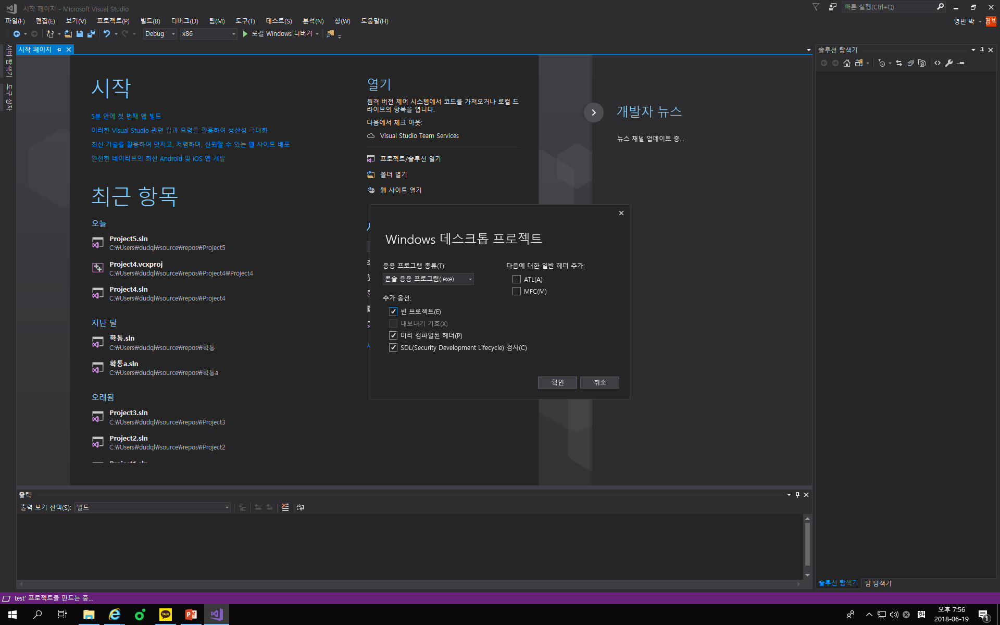 시작 페이지 - Microsoft Visual Studio
빠른 실행(Ctrl+Q)
파일(F) 편집(E) 보기(V) 프로젝트(P) 빌드(B) 디버그(D) 팀(M) 도구(T) 테스트(S) 분석(N) 창(W) 도움말(H)
영빈 박
영박
Debug
x86
로컬 Windows 디버거
서버 탐색기
도구 상자
시작 페이지
시작
5분 안에 첫 번째 앱 빌드
이러한 Visual Studio 관련 팁과 요령을 활용하여 생산성 극대화
최신 기술을 활용하여 멋지고, 저렴하며, 신뢰할 수 있는 웹 사이트 배포
완전한 네이티브의 최신 Android 및 iOS 앱 개발
최근 항목
오늘
Project5.sln
C:₩Users₩dudql₩source₩repos₩Project5
Project4.vcxproj
C:₩Users₩dudql₩source₩repos₩Project4₩Project4
Project4.sln
C:₩Users₩dudql₩source₩repos₩Project4
지난 달
확통.sln
C:₩Users₩dudql₩source₩repos₩확통
확통a.sln
C:₩Users₩dudql₩source₩repos₩확통a
오래됨
Project3.sln
C:₩Users₩dudql₩source₩repos₩Project3
Project2.sln
C:₩Users₩dudql₩source₩repos₩Project2
열기
원격 버전 제어 시스템에서 코드를 가져오거나 로컬 드
라이브의 항목을 엽니다.
다음에서 체크 아웃:
Visual Studio Team Services
프로젝트/솔루션 열기
폴더 열기
웹 사이트 열기
개발자 뉴스
뉴스 채널 업데이트 중...
Windows 데스크톱 프로젝트
응용 프로그램 종류(T):
콘솔 응용 프로그램(.exe)
추가 옵션:
빈 프로젝트(E)
내보내기 기호(X)
미리 컴파일된 헤더(P)
SDL(Security Development Lifecycle) 검사(C)
다음에 대한 일반 헤더 추가:
ATL(A)
MFC(M)
확인
취소
솔루션 탐색기
출력
출력 보기 선택(S):
빌드
솔루션 탐색기
팀 탐색기
test' 프로젝트를 만드는 중...
TALK
한
오후 7:56
2018-06-19
1